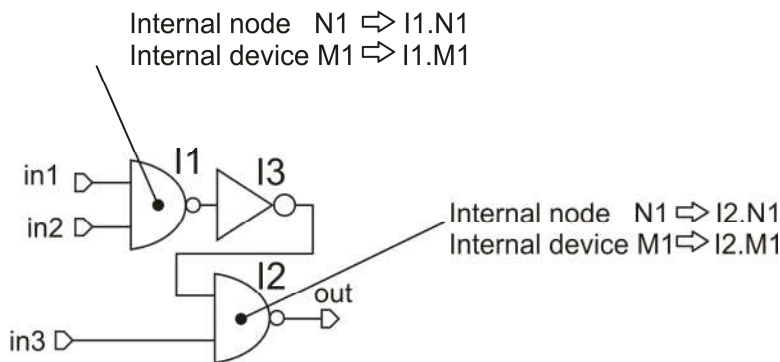 Internal node N1 ⇨ I1.N1
Internal device M1 ⇨ I1.M1
I1
I3
in1
in2
Internal node N1 ⇨ I2.N1
Internal device M1 ⇨ I2.M1
I2
out
in3